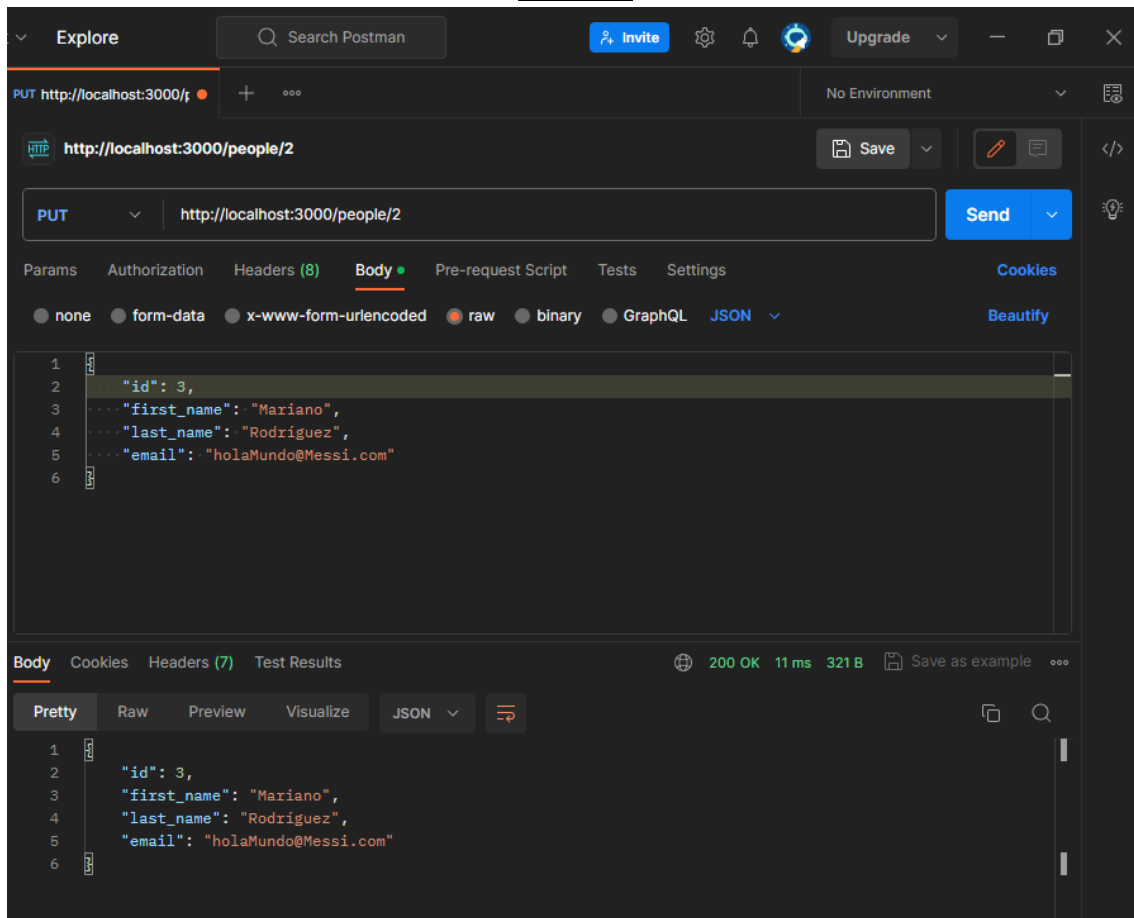 Explore
Search Postman
Invite
Upgrade
PUT http://localhost:3000/p
No Environment
HTTP http://localhost:3000/people/2
Save
PUT http://localhost:3000/people/2
Send
Params Authorization Headers (8) Body Pre-request Script Tests Settings Cookies
none form-data x-www-form-urlencoded raw binary GraphQL JSON Beautify
1 {
2 "id": 3,
3 "first_name": "Mariano",
4 "last_name": "Rodríguez",
5 "email": "holaMundo@Messi.com"
6 }
Body Cookies Headers (7) Test Results 200 OK 11 ms 321 B Save as example
Pretty Raw Preview Visualize JSON
1 {
2 "id": 3,
3 "first_name": "Mariano",
4 "last_name": "Rodríguez",
5 "email": "holaMundo@Messi.com"
6 }